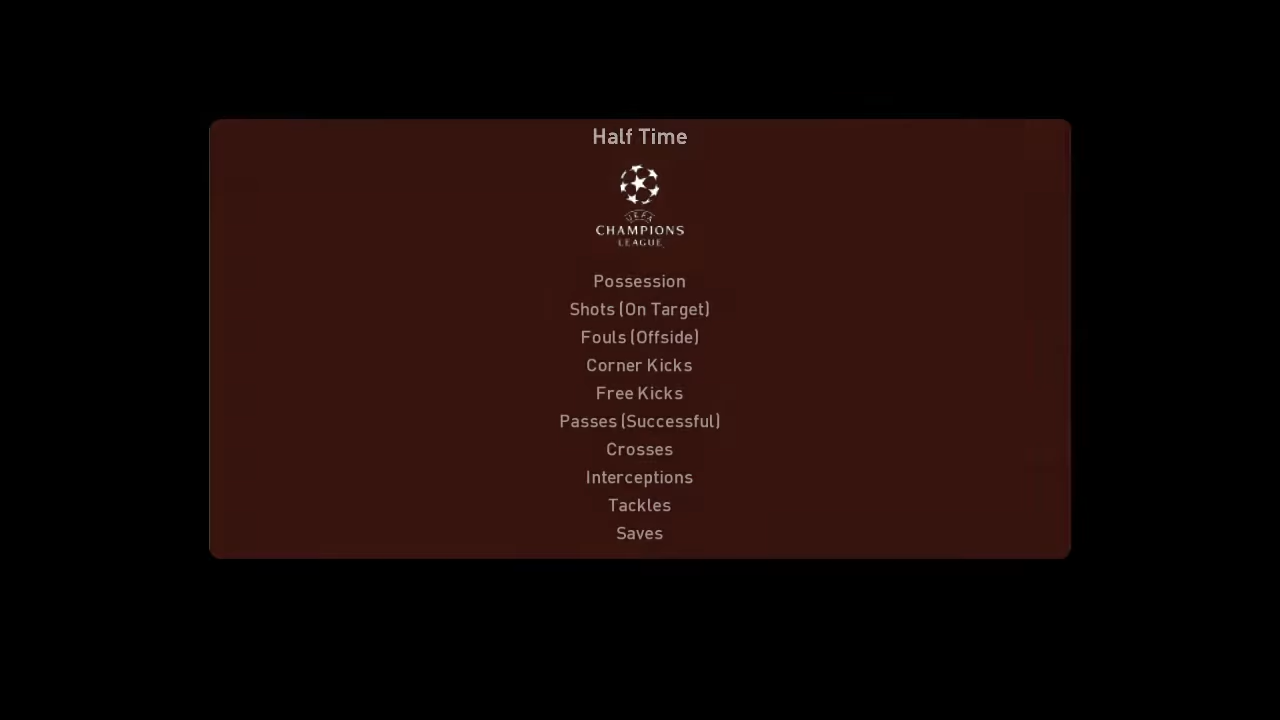 Half Time
UEFA
CHAMPIONS
LEAGUE
Possession
Shots (On Target)
Fouls (Offside)
Corner Kicks
Free Kicks
Passes (Successful)
Crosses
Interceptions
Tackles
Saves